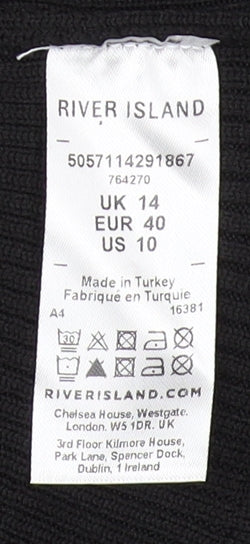 RIVER ISLAND
5057114291867
764270
UK 14
EUR 40
US 10
Made in Turkey
Fabriqué en Turquie
A4 16381
30
RIVERISLAND.COM
Chelsea House, Westgate.
London. W5 1DR. UK
3rd Floor Kilmore House,
Park Lane, Spencer Dock,
Dublin, 1 Ireland